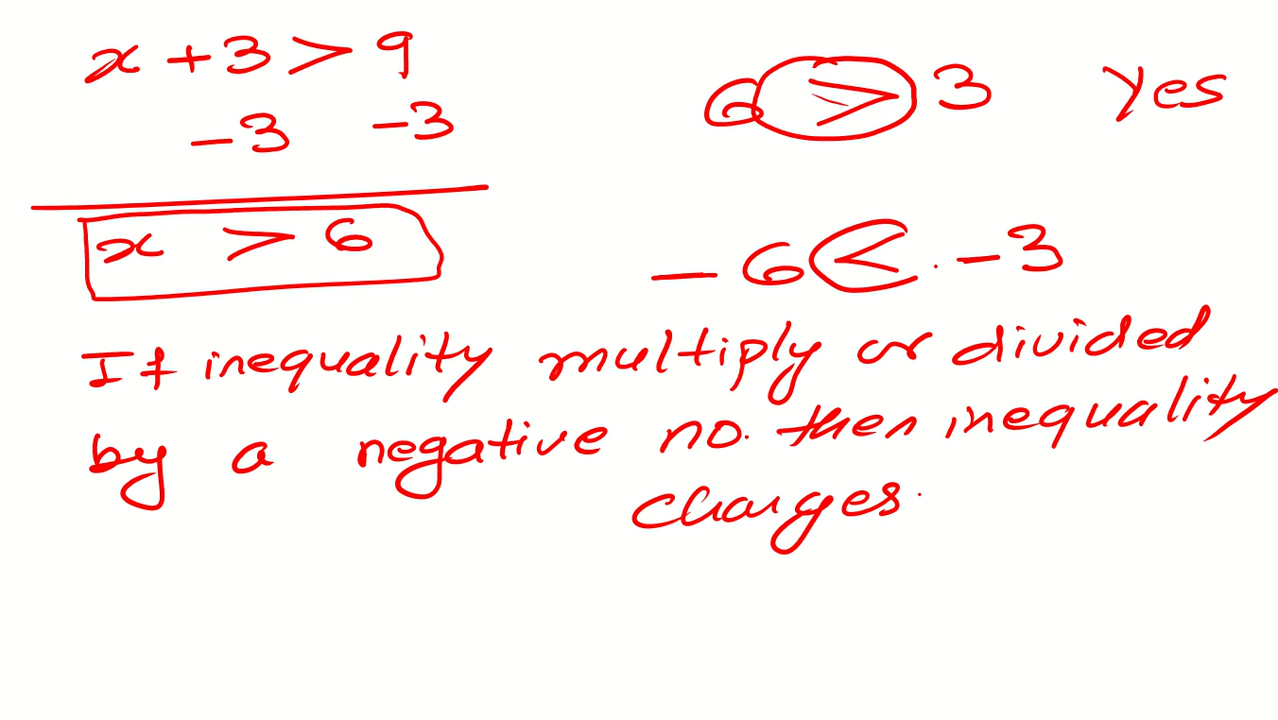 x + 3 > 9
-3 -3
x > 6
6 > 3 Yes
- 6 < - 3
If inequality multiply or divided
by a negative no. then inequality
changes.